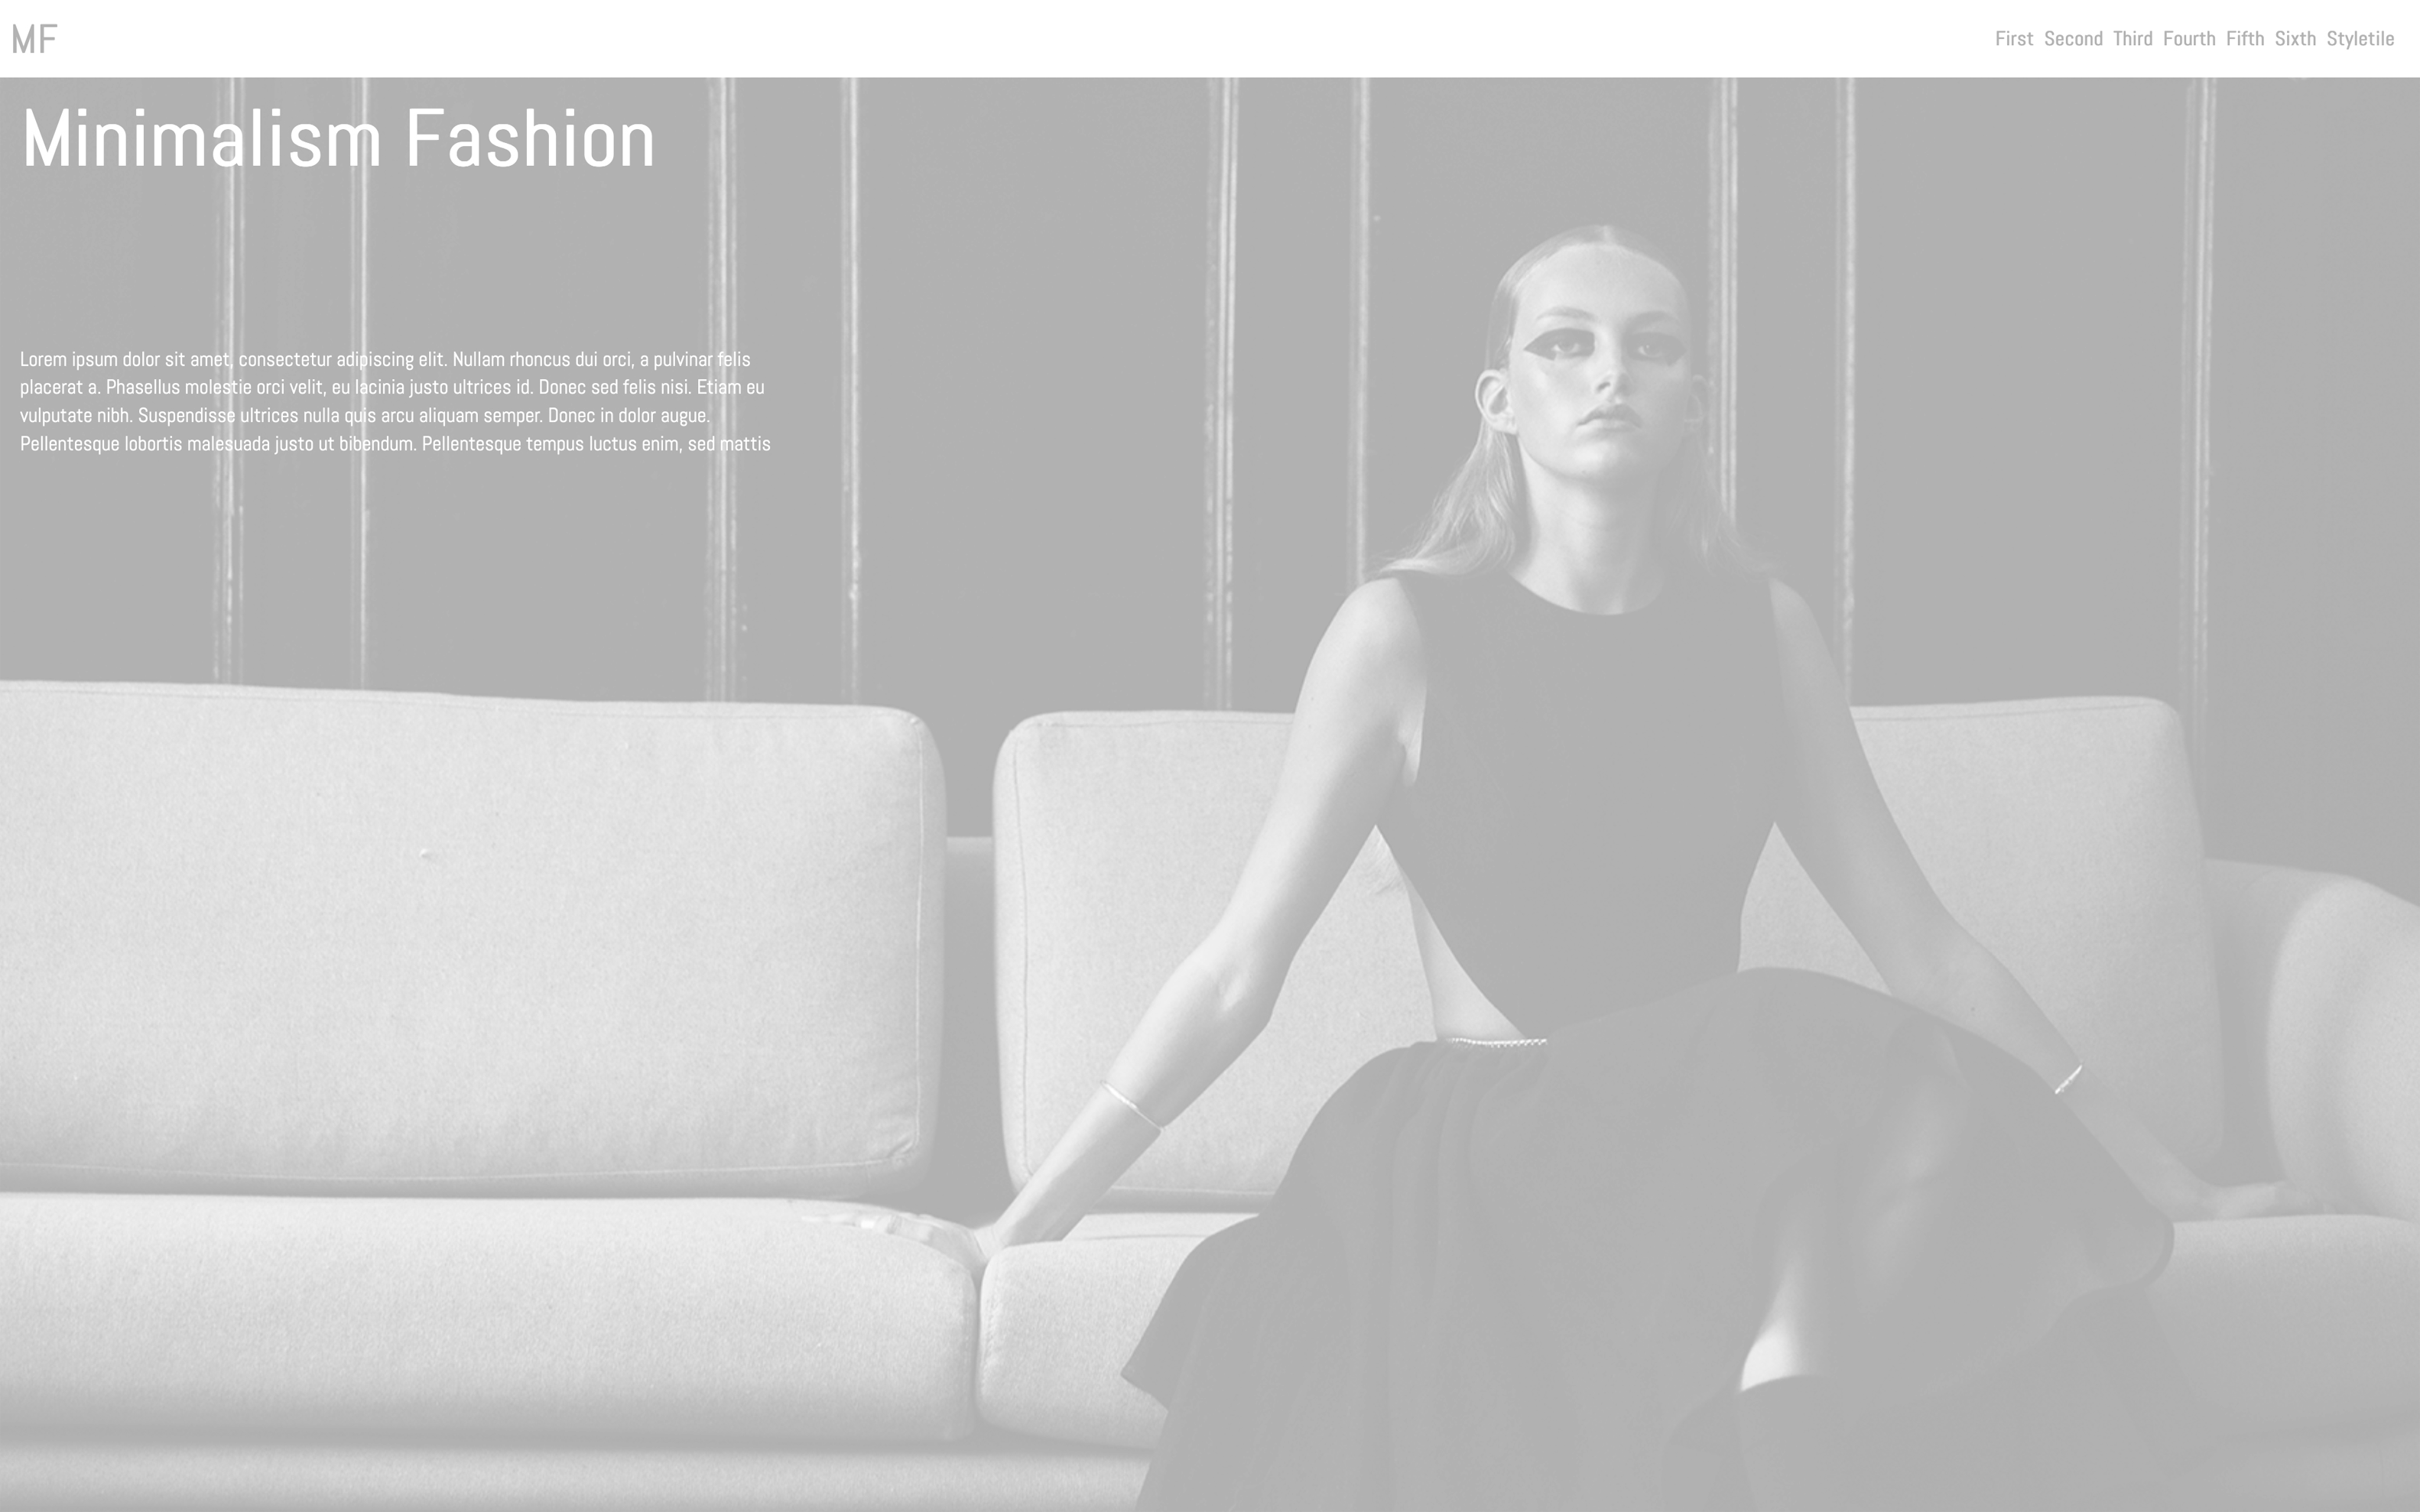 MF
First Second Third Fourth Fifth Sixth Styletile
Minimalism Fashion
Lorem ipsum dolor sit amet, consectetur adipiscing elit. Nullam rhoncus dui orci, a pulvinar felis
placerat a. Phasellus molestie orci velit, eu lacinia justo ultrices id. Donec sed felis nisi. Etiam eu
vulputate nibh. Suspendisse ultrices nulla quis arcu aliquam semper. Donec in dolor augue.
Pellentesque lobortis malesuada justo ut bibendum. Pellentesque tempus luctus enim, sed mattis